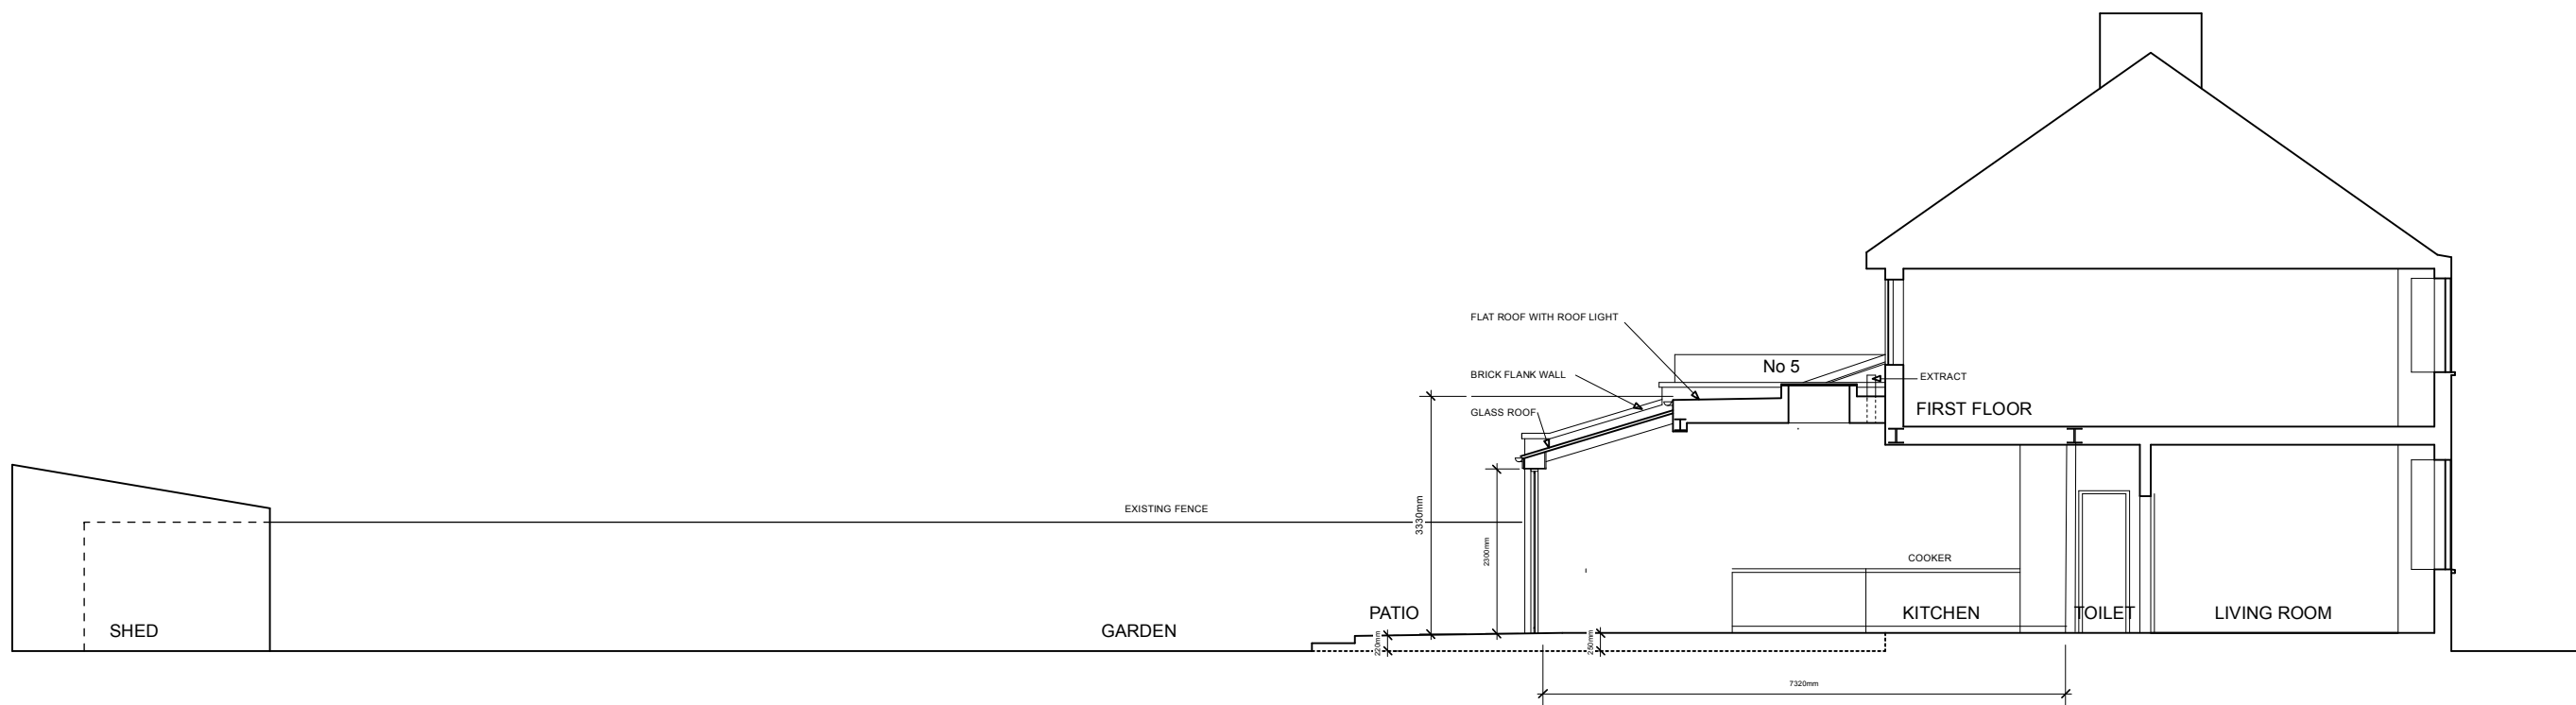 FLAT ROOF WITH ROOF LIGHT
No 5
BRICK FLANK WALL
EXTRACT
GLASS ROOF
FIRST FLOOR
EXISTING FENCE
3330mm
2300mm
COOKER
PATIO
KITCHEN
TOILET
LIVING ROOM
SHED
GARDEN
220mm
250mm
7320mm